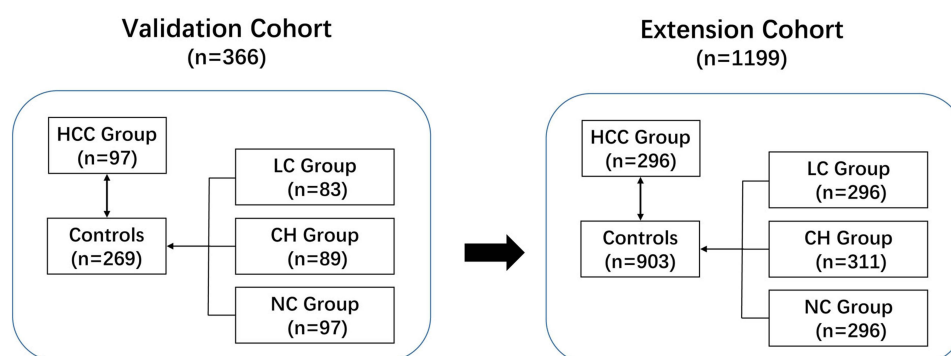 Validation Cohort
(n=366)
HCC Group
(n=97)
Controls
(n=269)
LC Group
(n=83)
CH Group
(n=89)
NC Group
(n=97)
Extension Cohort
(n=1199)
HCC Group
(n=296)
Controls
(n=903)
LC Group
(n=296)
CH Group
(n=311)
NC Group
(n=296)